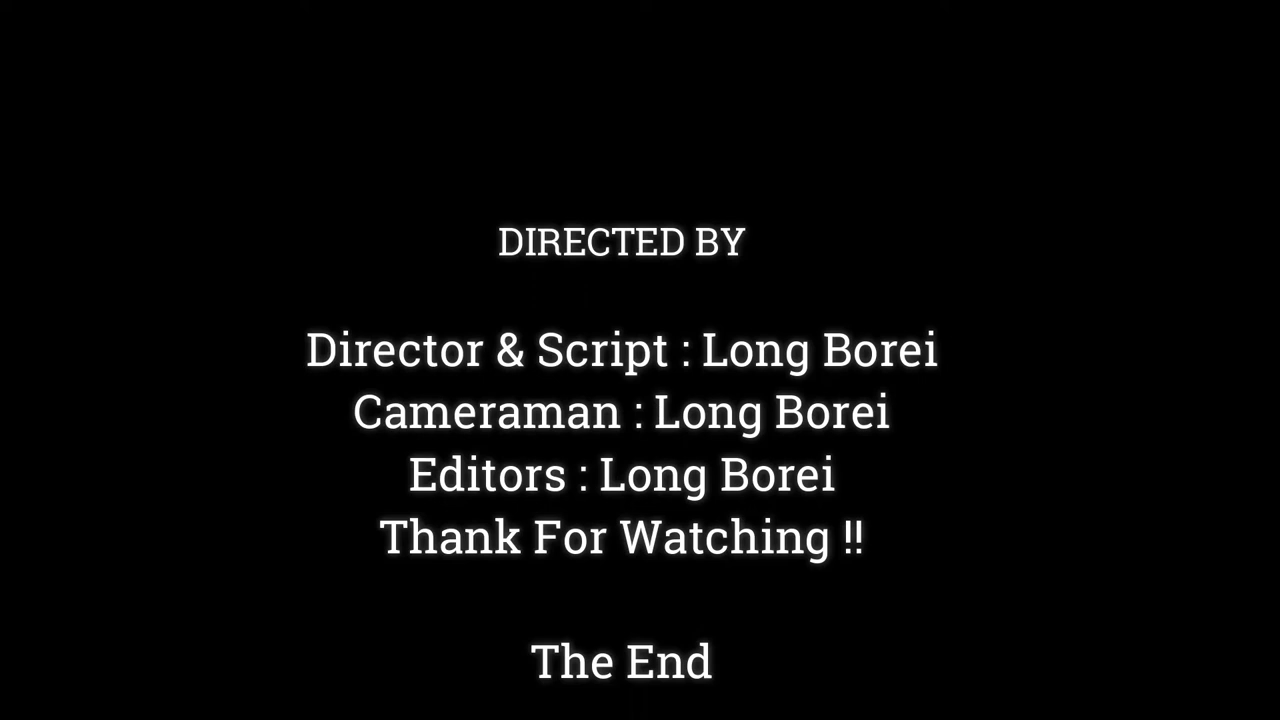 DIRECTED BY
Director & Script : Long Borei
Cameraman : Long Borei
Editors : Long Borei
Thank For Watching !!
The End